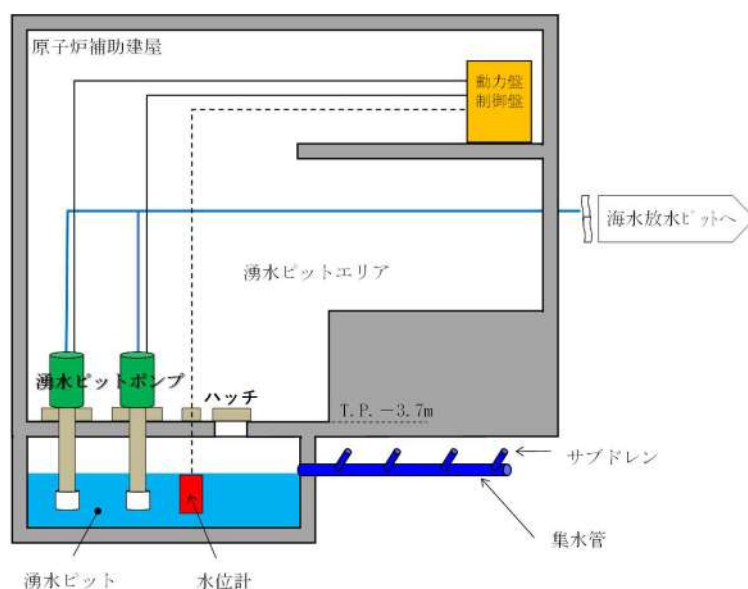 原子炉補助建屋
動力盤
制御盤
海水放水ﾋﾟｯﾄへ
湧水ピットエリア
湧水ピットポンプ
ハッチ
T.P.－3.7m
サブドレン
集水管
湧水ピット
水位計